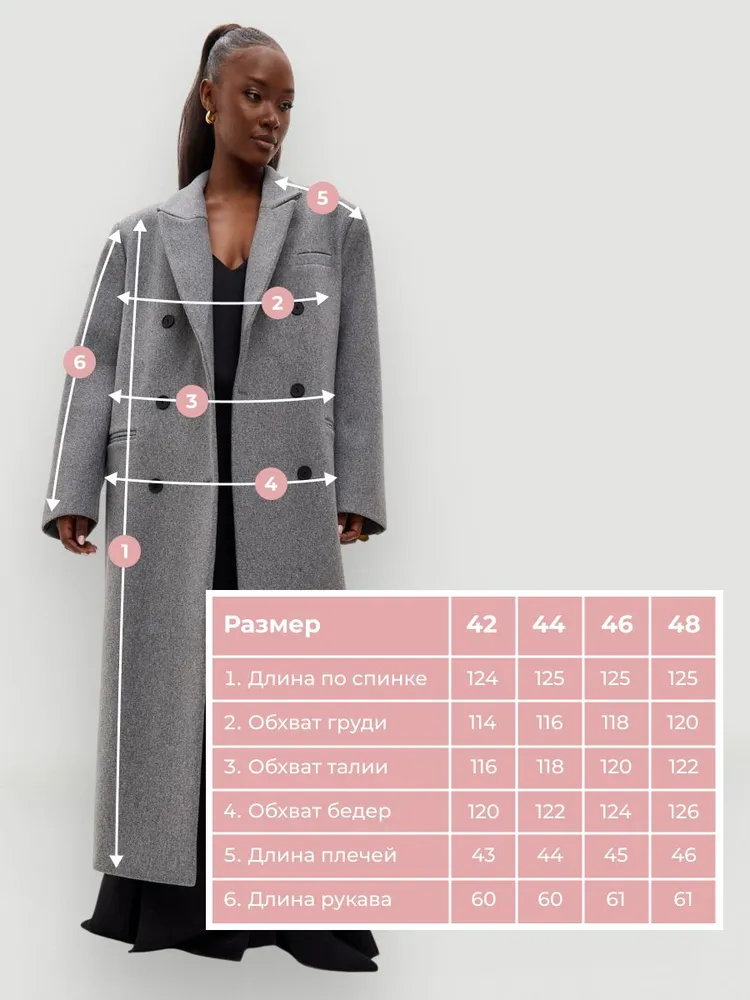 5
2
6
3
4
1
Размер 42 44 46 48
1. Длина по спинке 124 125 125 125
2. Обхват груди 114 116 118 120
3. Обхват талии 116 118 120 122
4. Обхват бедер 120 122 124 126
5. Длина плечей 43 44 45 46
6. Длина рукава 60 60 61 61